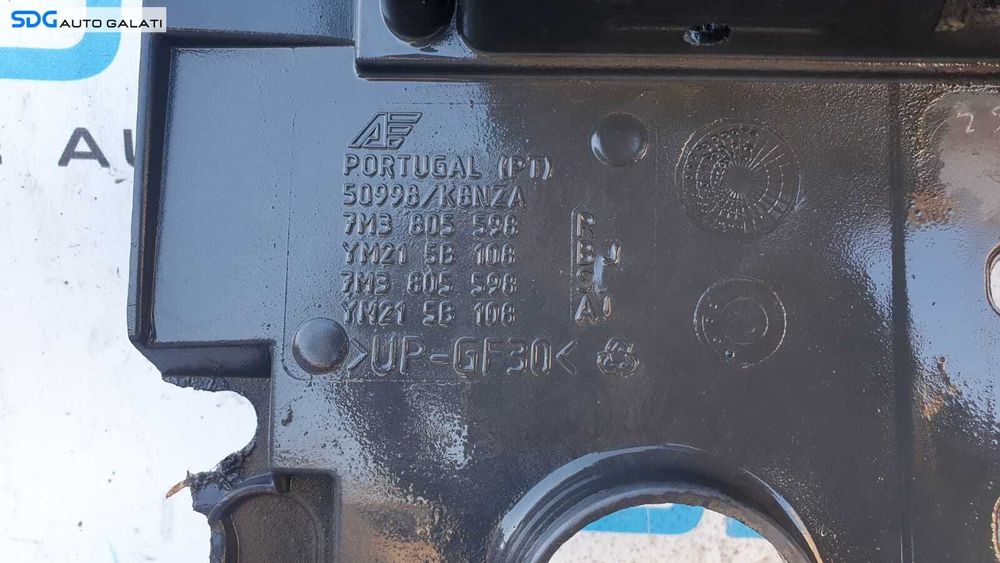 SDG AUTO GALATI
AE
PORTUGAL (PT)
50998/K8NZA
7M3 805 598 R
YM21 5B 108
7M3 805 598 S
YM21 5B 108 A
>UP-GF30<
AU